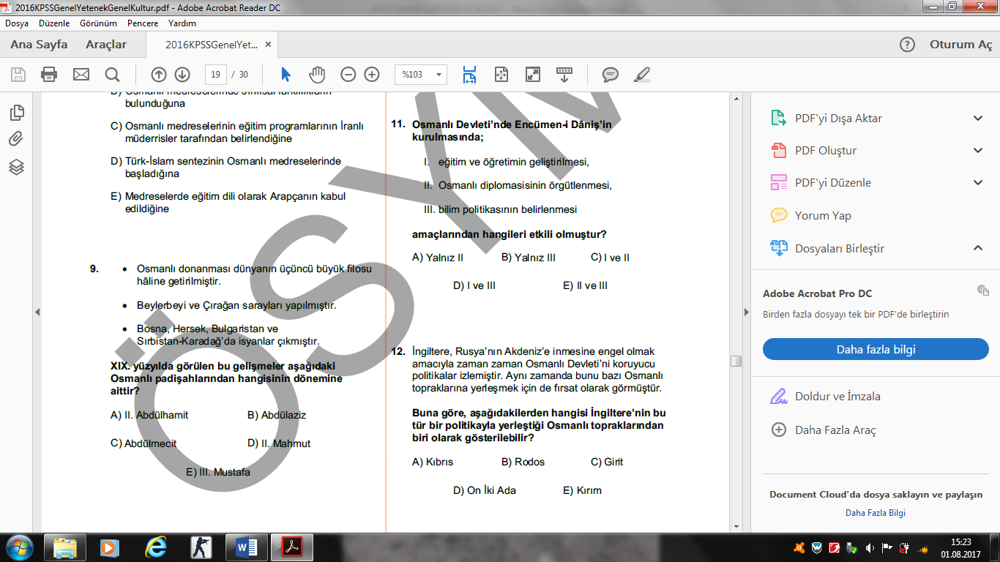 2016KPSSGenelYetenekGenelKultur.pdf - Adobe Acrobat Reader DC
Dosya Düzenle Görünüm Pencere Yardım
Ana Sayfa Araçlar 2016KPSSGenelYet... × ? Oturum Aç
19 / 30 %103
B) Osmanlı medreselerinde sınıfsal farklılıkların
bulunduğuna
C) Osmanlı medreselerinin eğitim programlarının İranlı
müderrisler tarafından belirlendiğine
D) Türk-İslam sentezinin Osmanlı medreselerinde
başladığına
E) Medreselerde eğitim dili olarak Arapçanın kabul
edildiğine
9. • Osmanlı donanması dünyanın üçüncü büyük filosu
hâline getirilmiştir.
• Beylerbeyi ve Çırağan sarayları yapılmıştır.
• Bosna, Hersek, Bulgaristan ve
Sırbistan-Karadağ’da isyanlar çıkmıştır.
XIX. yüzyılda görülen bu gelişmeler aşağıdaki
Osmanlı padişahlarından hangisinin dönemine
aittir?
A) II. Abdülhamit B) Abdülaziz
C) Abdülmecit D) II. Mahmut
E) III. Mustafa
11. Osmanlı Devleti’nde Encümen-i Dâniş’in
kurulmasında;
I. eğitim ve öğretimin geliştirilmesi,
II. Osmanlı diplomasisinin örgütlenmesi,
III. bilim politikasının belirlenmesi
amaçlarından hangileri etkili olmuştur?
A) Yalnız II B) Yalnız III C) I ve II
D) I ve III E) II ve III
12. İngiltere, Rusya’nın Akdeniz’e inmesine engel olmak
amacıyla zaman zaman Osmanlı Devleti’ni koruyucu
politikalar izlemiştir. Aynı zamanda bunu bazı Osmanlı
topraklarına yerleşmek için de fırsat olarak görmüştür.
Buna göre, aşağıdakilerden hangisi İngiltere’nin bu
tür bir politikayla yerleştiği Osmanlı topraklarından
biri olarak gösterilebilir?
A) Kıbrıs B) Rodos C) Girit
D) On İki Ada E) Kırım
ÖSYM
PDF'yi Dışa Aktar
PDF Oluştur
PDF'yi Düzenle
Yorum Yap
Dosyaları Birleştir
Adobe Acrobat Pro DC
Birden fazla dosyayı tek bir PDF'de birleştirin
Daha fazla bilgi
Doldur ve İmzala
Daha Fazla Araç
Document Cloud'da dosya saklayın ve paylaşın
Daha Fazla Bilgi
15:23
01.08.2017